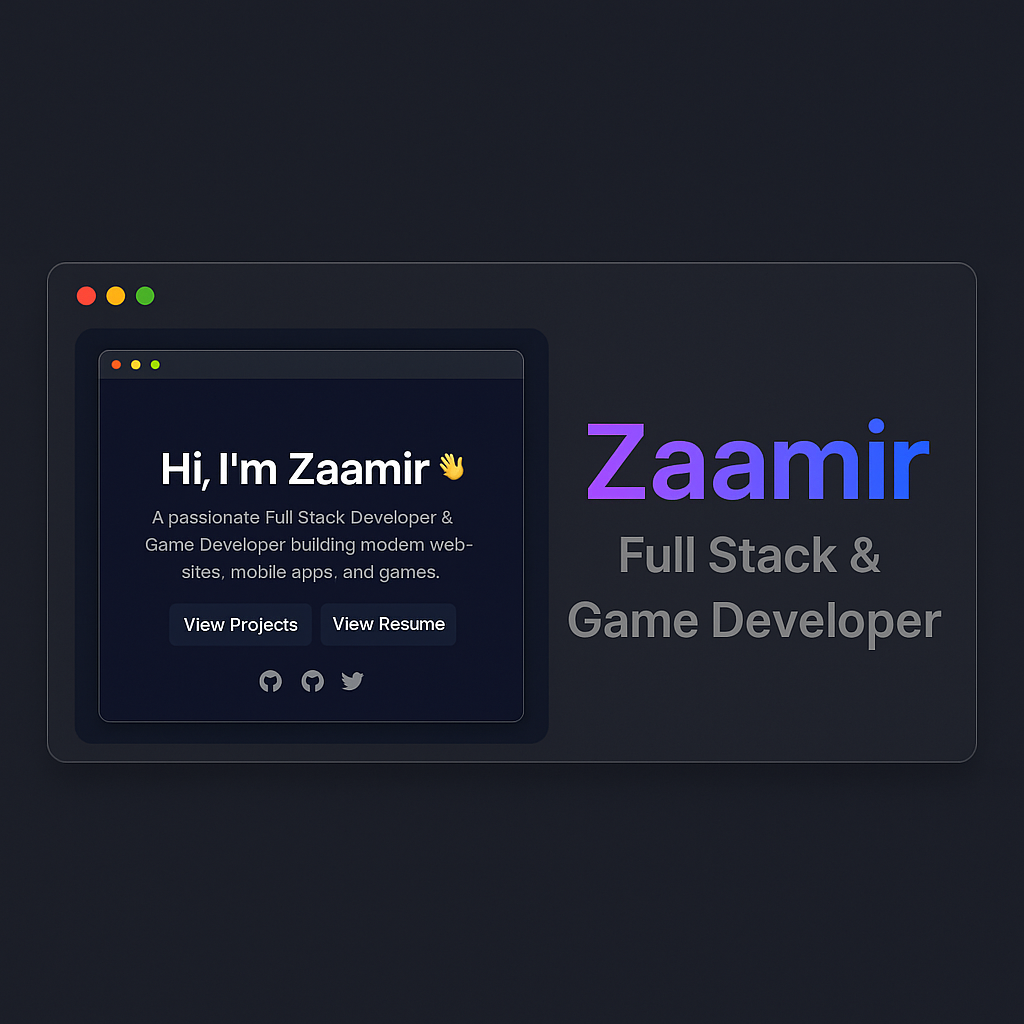 Hi, I'm Zaamir 👋
A passionate Full Stack Developer &
Game Developer building modem web-
sites, mobile apps, and games.
View Projects
View Resume
Zaamir
Full Stack &
Game Developer